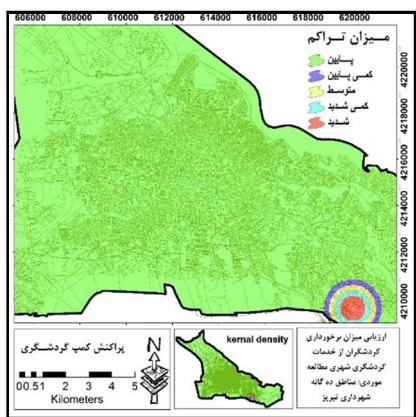 606000 610000 612000 614000 616000 618000 620000
میزان تراکم
پایین
کمی پایین
متوسط
کمی شدید
شدید
4220000
4218000
4216000
4214000
4212000
4210000
پراکنش کمپ گردشگری
N
0 0.5 1 2 3 4 5
Kilometers
kernal density
ارزیابی میزان برخورداری
گردشگران از خدمات
گردشگری شهری مطالعه
موردی: مناطق ده گانه
شهرداری تبریز